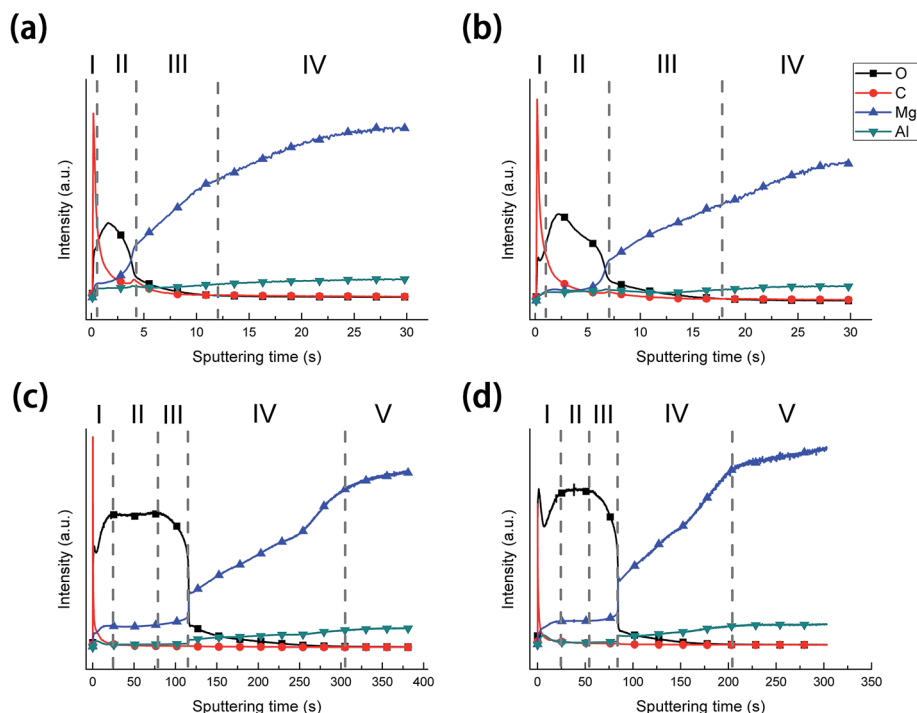 (a)
(b)
I II III IV
I II III IV
O
C
Mg
Al
Intensity (a.u.)
Intensity (a.u.)
0 5 10 15 20 25 30
0 5 10 15 20 25 30
Sputtering time (s)
Sputtering time (s)
(c)
(d)
I II III IV V
I II III IV V
Intensity (a.u.)
Intensity (a.u.)
0 50 100 150 200 250 300 350 400
0 50 100 150 200 250 300 350
Sputtering time (s)
Sputtering time (s)